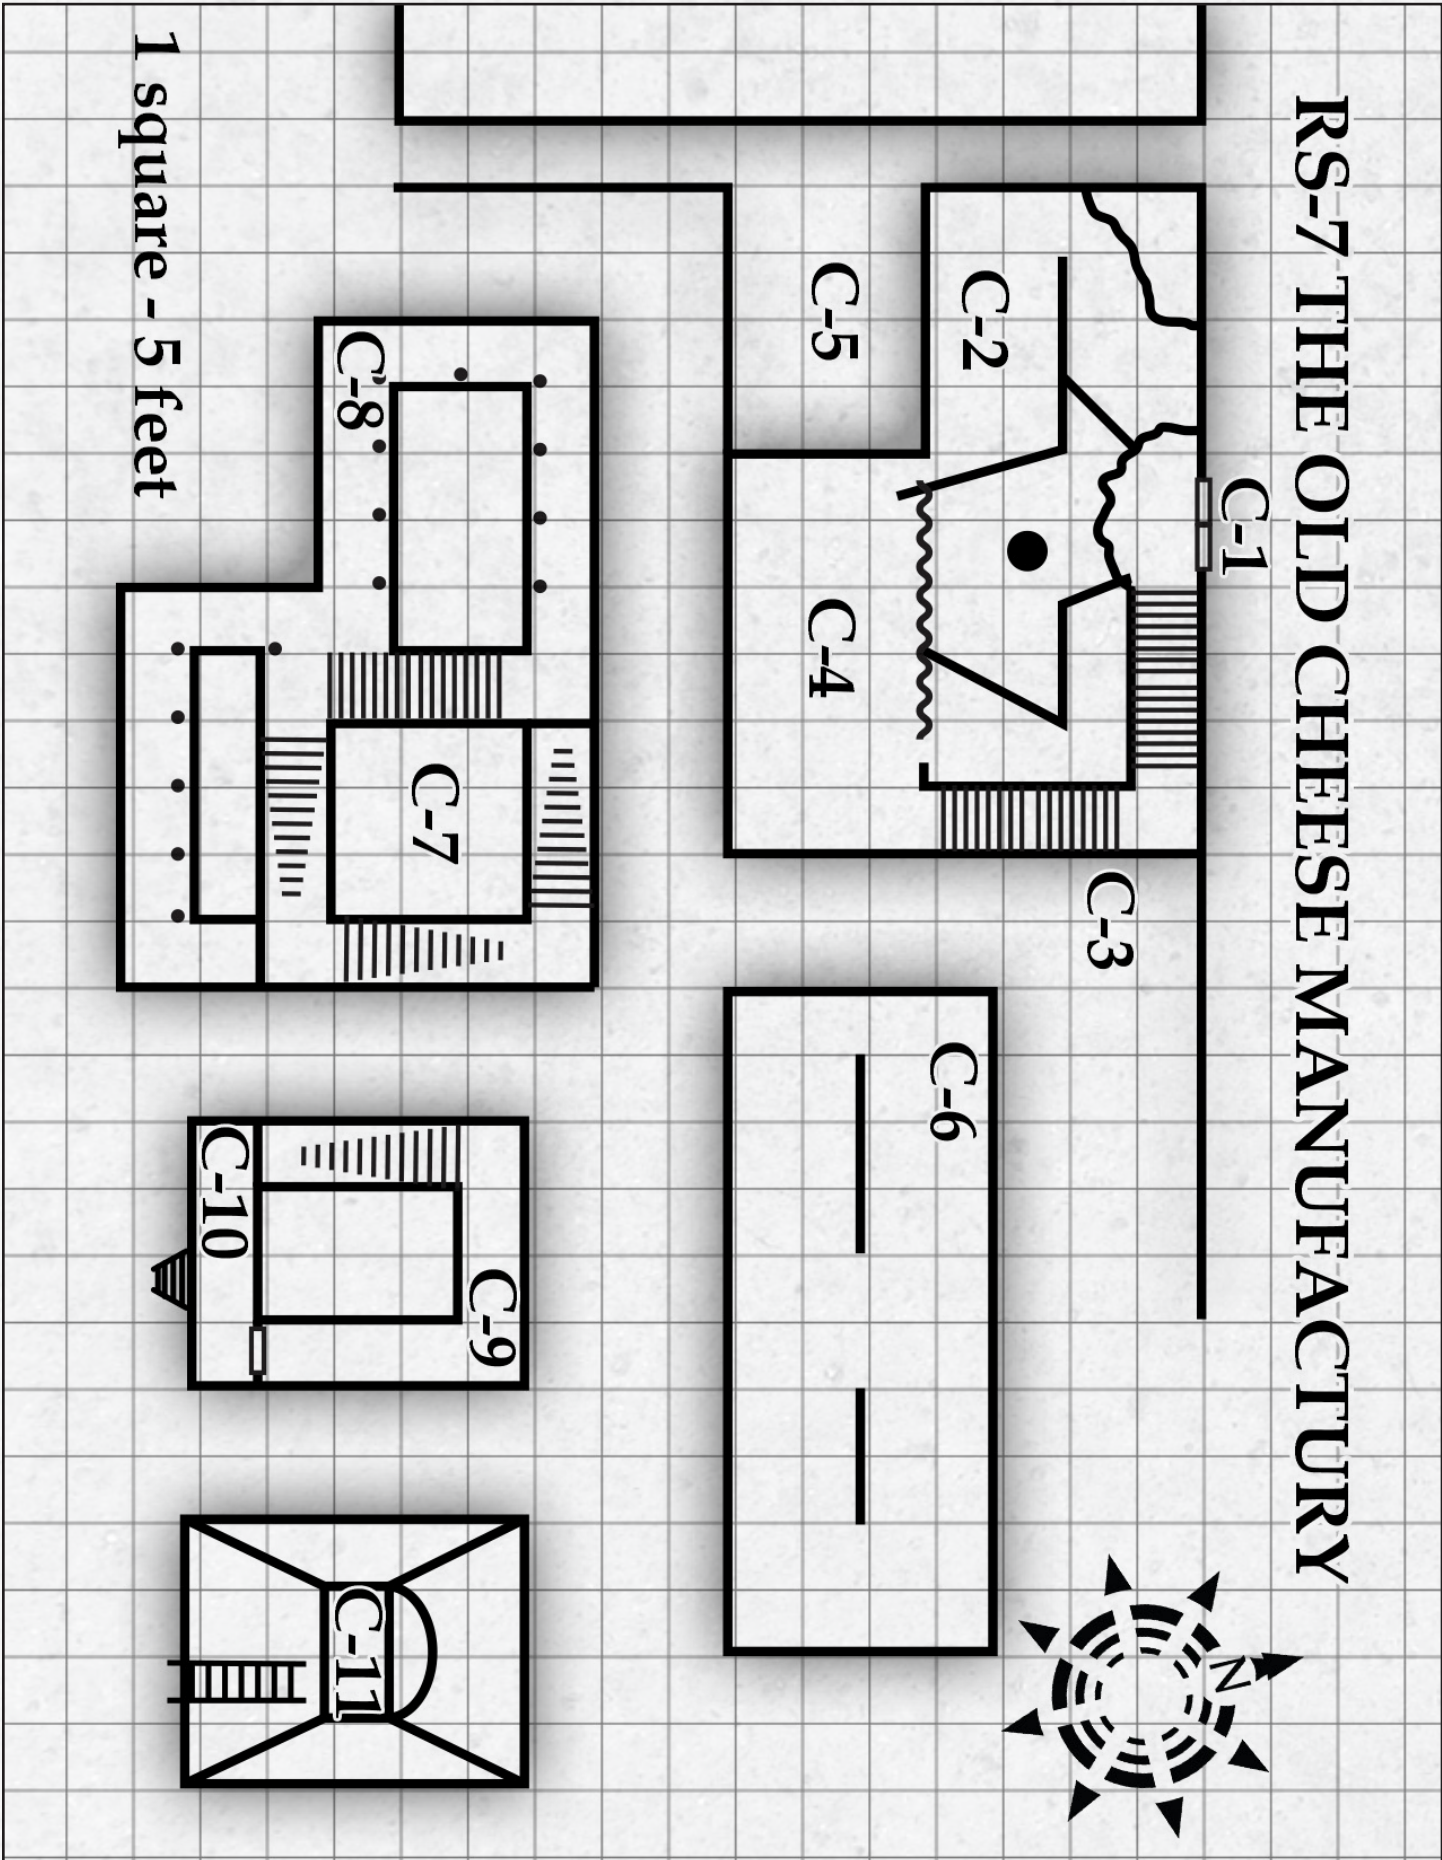 RS-7 THE OLD CHEESE MANUFACTURY
C-1
C-2
C-3
C-4
C-5
C-6
C-7
C-8
C-9
C-10
C-11
N
1 square - 5 feet